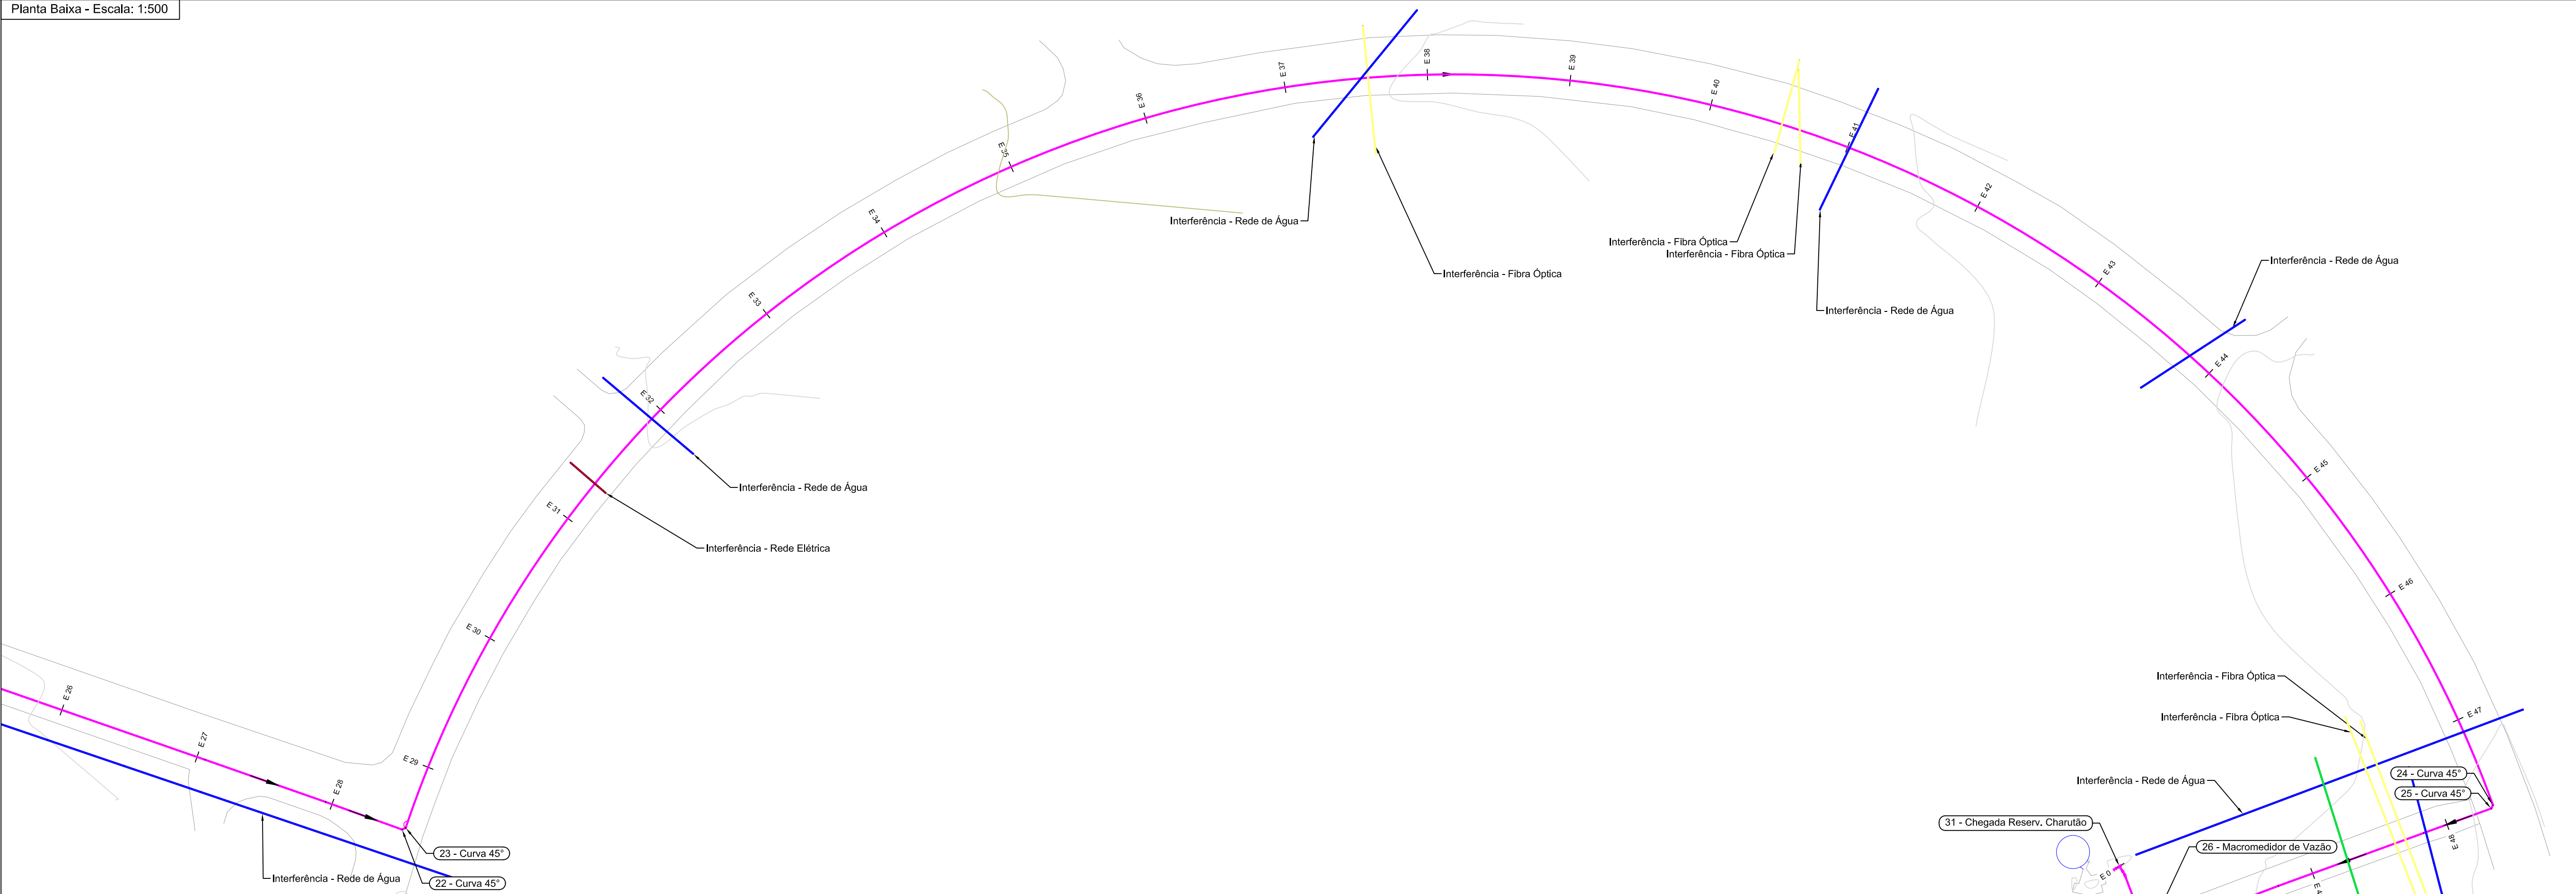 Planta Baixa - Escala: 1:500
E 26
E 27
E 28
E 29
E 30
E 31
E 32
E 33
E 34
E 35
E 36
E 37
E 38
E 39
E 40
E 41
E 42
E 43
E 44
E 45
E 46
E 47
E 48
Interferência - Rede de Água
Interferência - Fibra Óptica
Interferência - Fibra Óptica
Interferência - Fibra Óptica
Interferência - Rede de Água
Interferência - Rede de Água
Interferência - Rede de Água
Interferência - Rede Elétrica
Interferência - Fibra Óptica
Interferência - Fibra Óptica
Interferência - Rede de Água
24 - Curva 45°
25 - Curva 45°
31 - Chegada Reserv. Charutão
26 - Macromedidor de Vazão
E 0
23 - Curva 45°
22 - Curva 45°
Interferência - Rede de Água